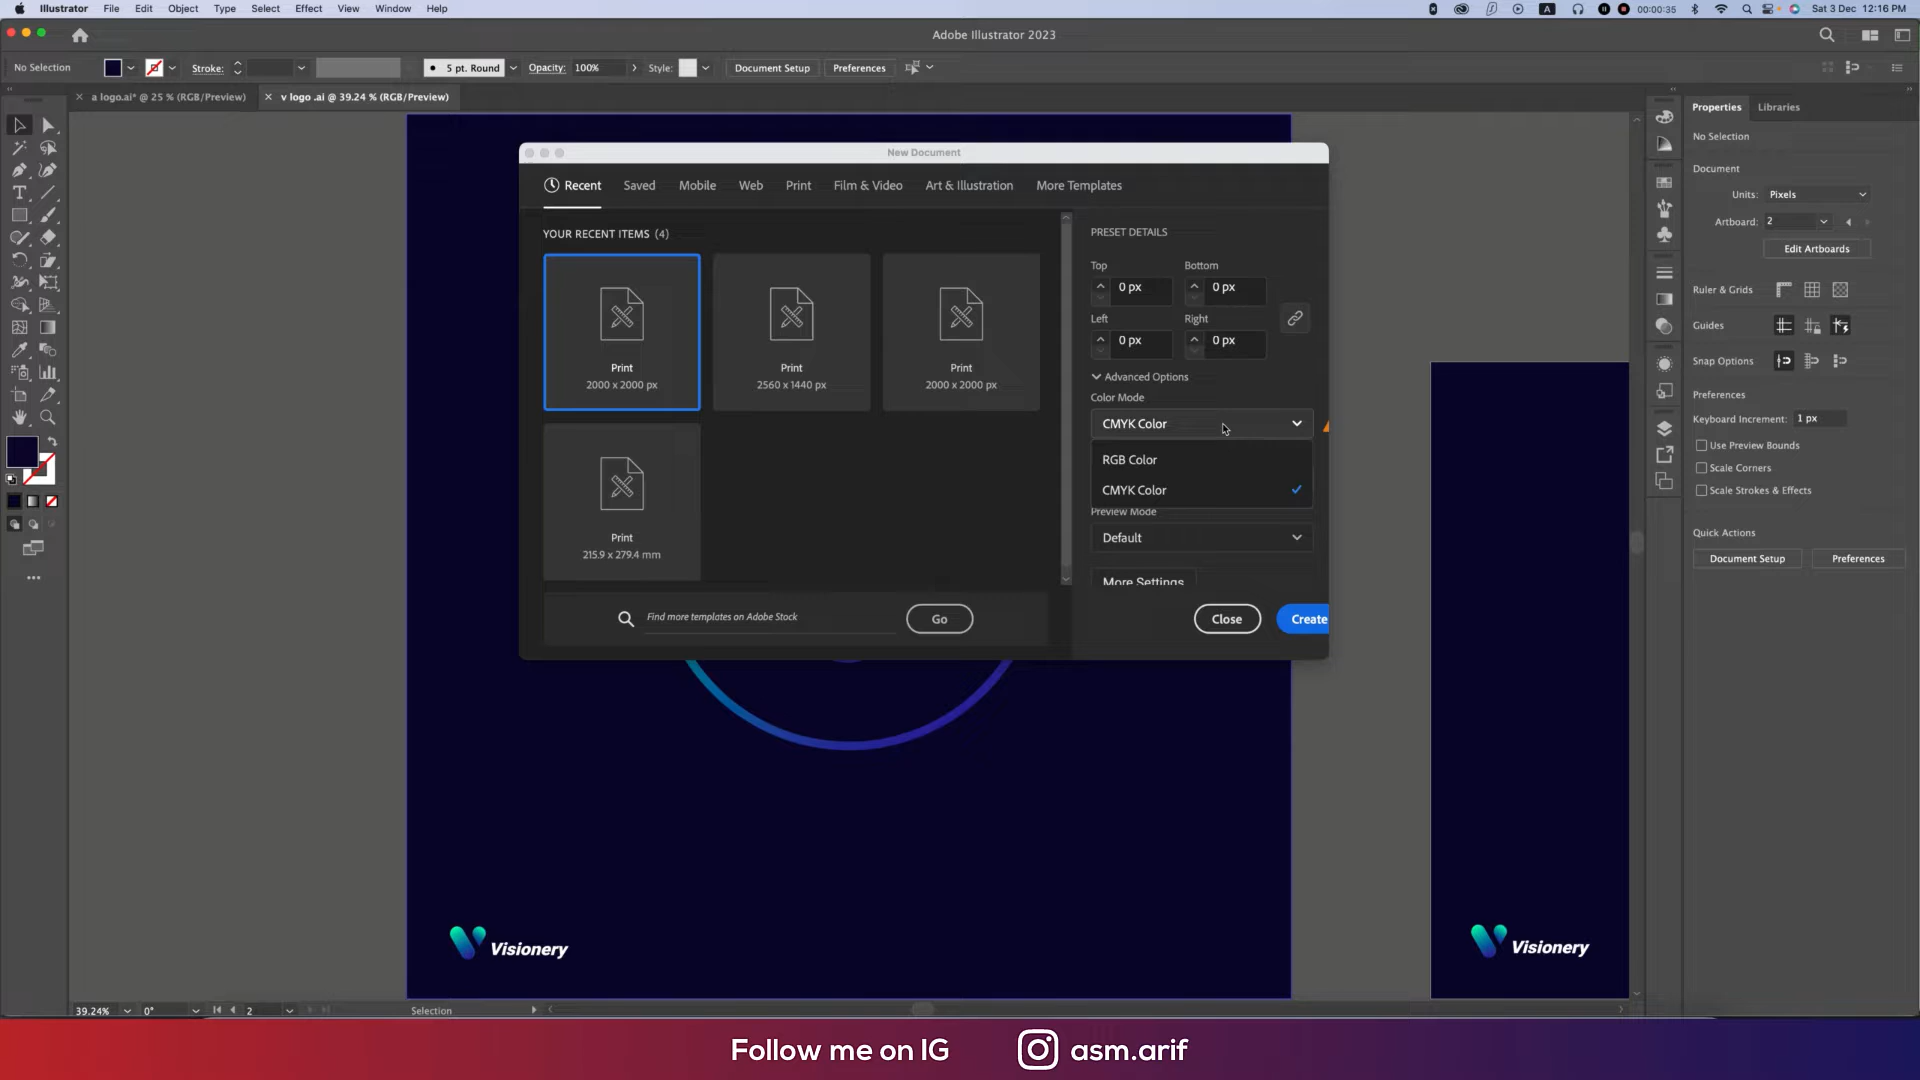 Illustrator File Edit Object Type Select Effect View Window Help
A 00:00:35 Sat 3 Dec 12:16 PM
Adobe Illustrator 2023
No Selection Stroke: 5 pt. Round Opacity: 100% Style: Document Setup Preferences
a logo.ai* @ 25 % (RGB/Preview) v logo .ai @ 39.24 % (RGB/Preview)
New Document
Recent Saved Mobile Web Print Film & Video Art & Illustration More Templates
YOUR RECENT ITEMS (4)
Print
2000 x 2000 px
Print
2560 x 1440 px
Print
2000 x 2000 px
Print
215.9 x 279.4 mm
Find more templates on Adobe Stock
Go
PRESET DETAILS
Top Bottom
0 px 0 px
Left Right
0 px 0 px
Advanced Options
Color Mode
CMYK Color
RGB Color
CMYK Color
Preview Mode
Default
More Settings
Close Create
Properties Libraries
No Selection
Document
Units: Pixels
Artboard: 2
Edit Artboards
Ruler & Grids
Guides
Snap Options
Preferences
Keyboard Increment: 1 px
Use Preview Bounds
Scale Corners
Scale Strokes & Effects
Quick Actions
Document Setup Preferences
Visionery
Visionery
39.24% 0° 2 Selection
Follow me on IG asm.arif